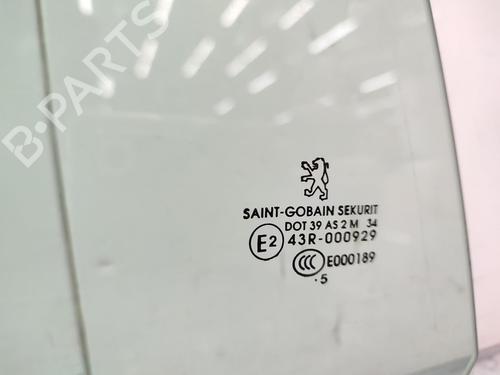 B-PARTS
SAINT-GOBAIN SEKURIT
DOT 39 AS 2 M 34
E2 43R-000929
CCC E000189
.5